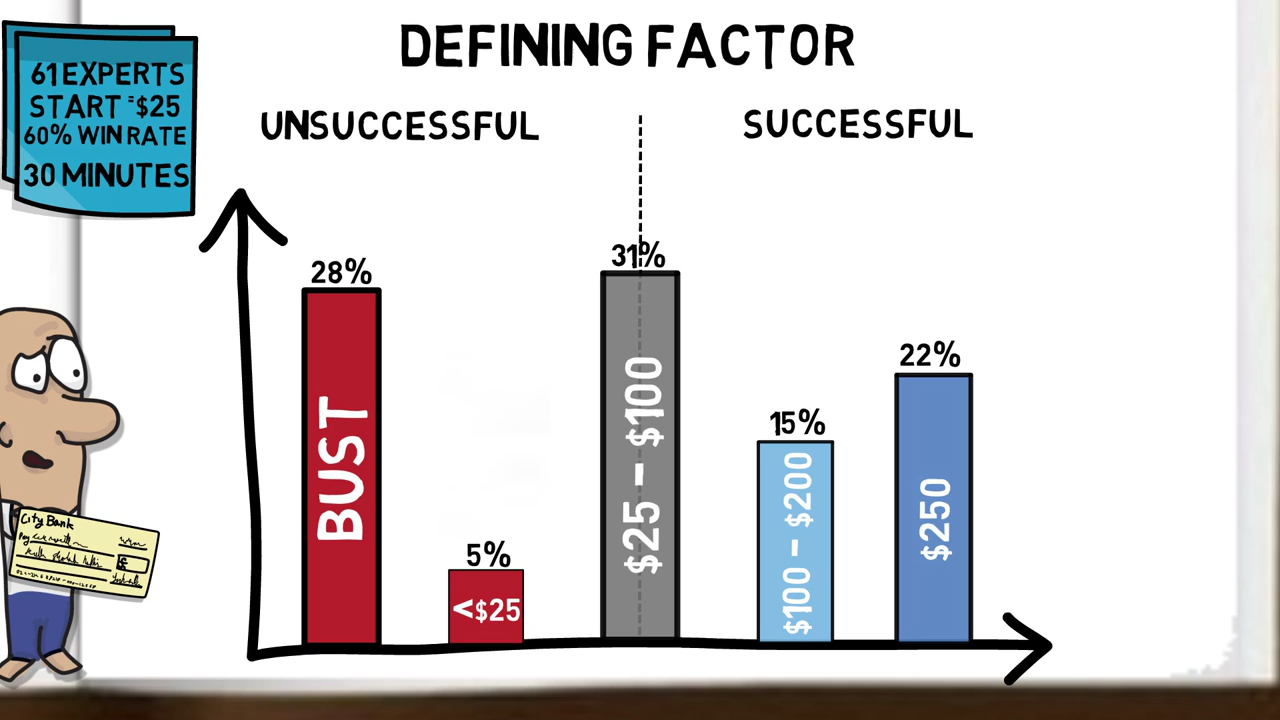 DEFINING FACTOR
61 EXPERTS
START = $25
60% WIN RATE
30 MINUTES
UNSUCCESSFUL
SUCCESSFUL
28%
BUST
5%
<$25
31%
$25 - $100
15%
$100 - $200
22%
$250
City Bank